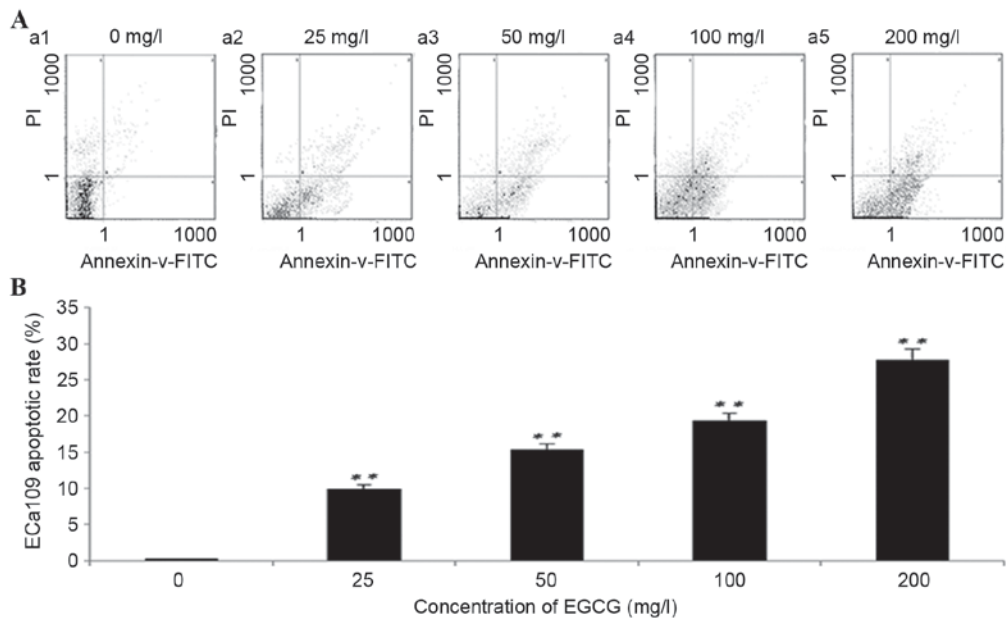 A
a1 0 mg/l a2 25 mg/l a3 50 mg/l a4 100 mg/l a5 200 mg/l
1000 1000 1000 1000 1000
PI PI PI PI PI
1 1 1 1 1
1 1000 1 1000 1 1000 1 1000 1 1000
Annexin-v-FITC Annexin-v-FITC Annexin-v-FITC Annexin-v-FITC Annexin-v-FITC
B
ECa109 apoptotic rate (%)
35
30
25
20
15
10
5
0
** ** ** **
0 25 50 100 200
Concentration of EGCG (mg/l)